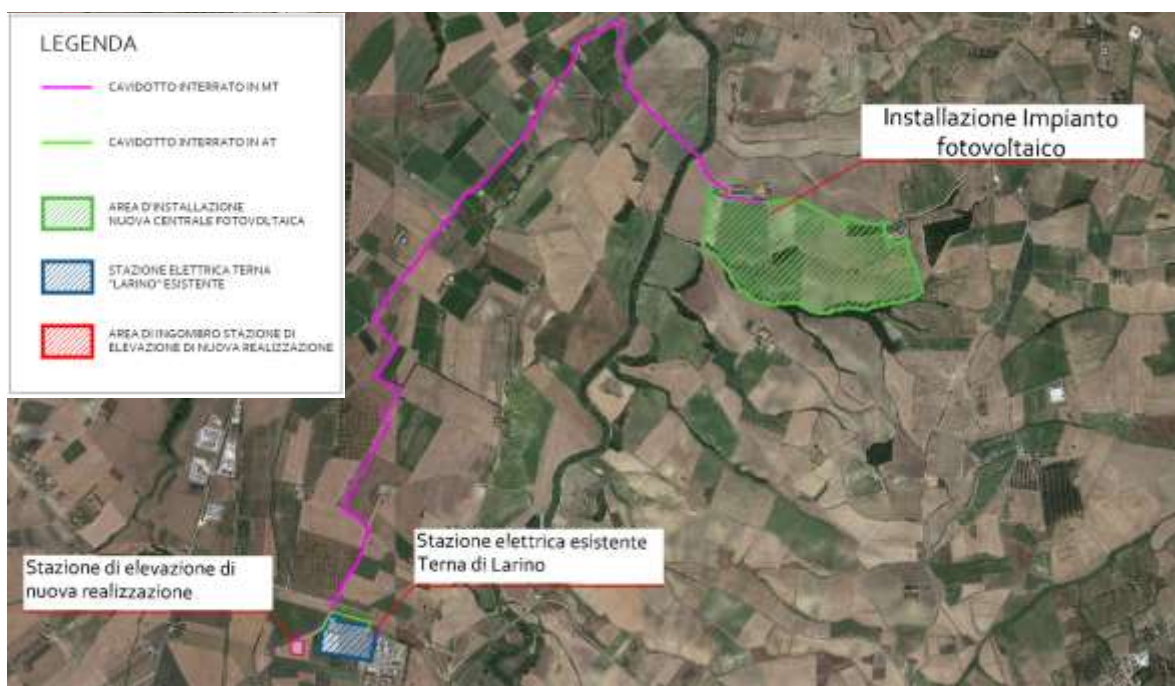 LEGENDA
CAVIDOTTO INTERRATO IN MT
CAVIDOTTO INTERRATO IN AT
AREA D'INSTALLAZIONE
NUOVA CENTRALE FOTOVOLTAICA
STAZIONE ELETTRICA TERNA
"LARINO" ESISTENTE
AREA DI INGOMBRO STAZIONE DI
ELEVAZIONE DI NUOVA REALIZZAZIONE
Installazione Impianto
fotovoltaico
Stazione elettrica esistente
Terna di Larino
Stazione di elevazione di
nuova realizzazione